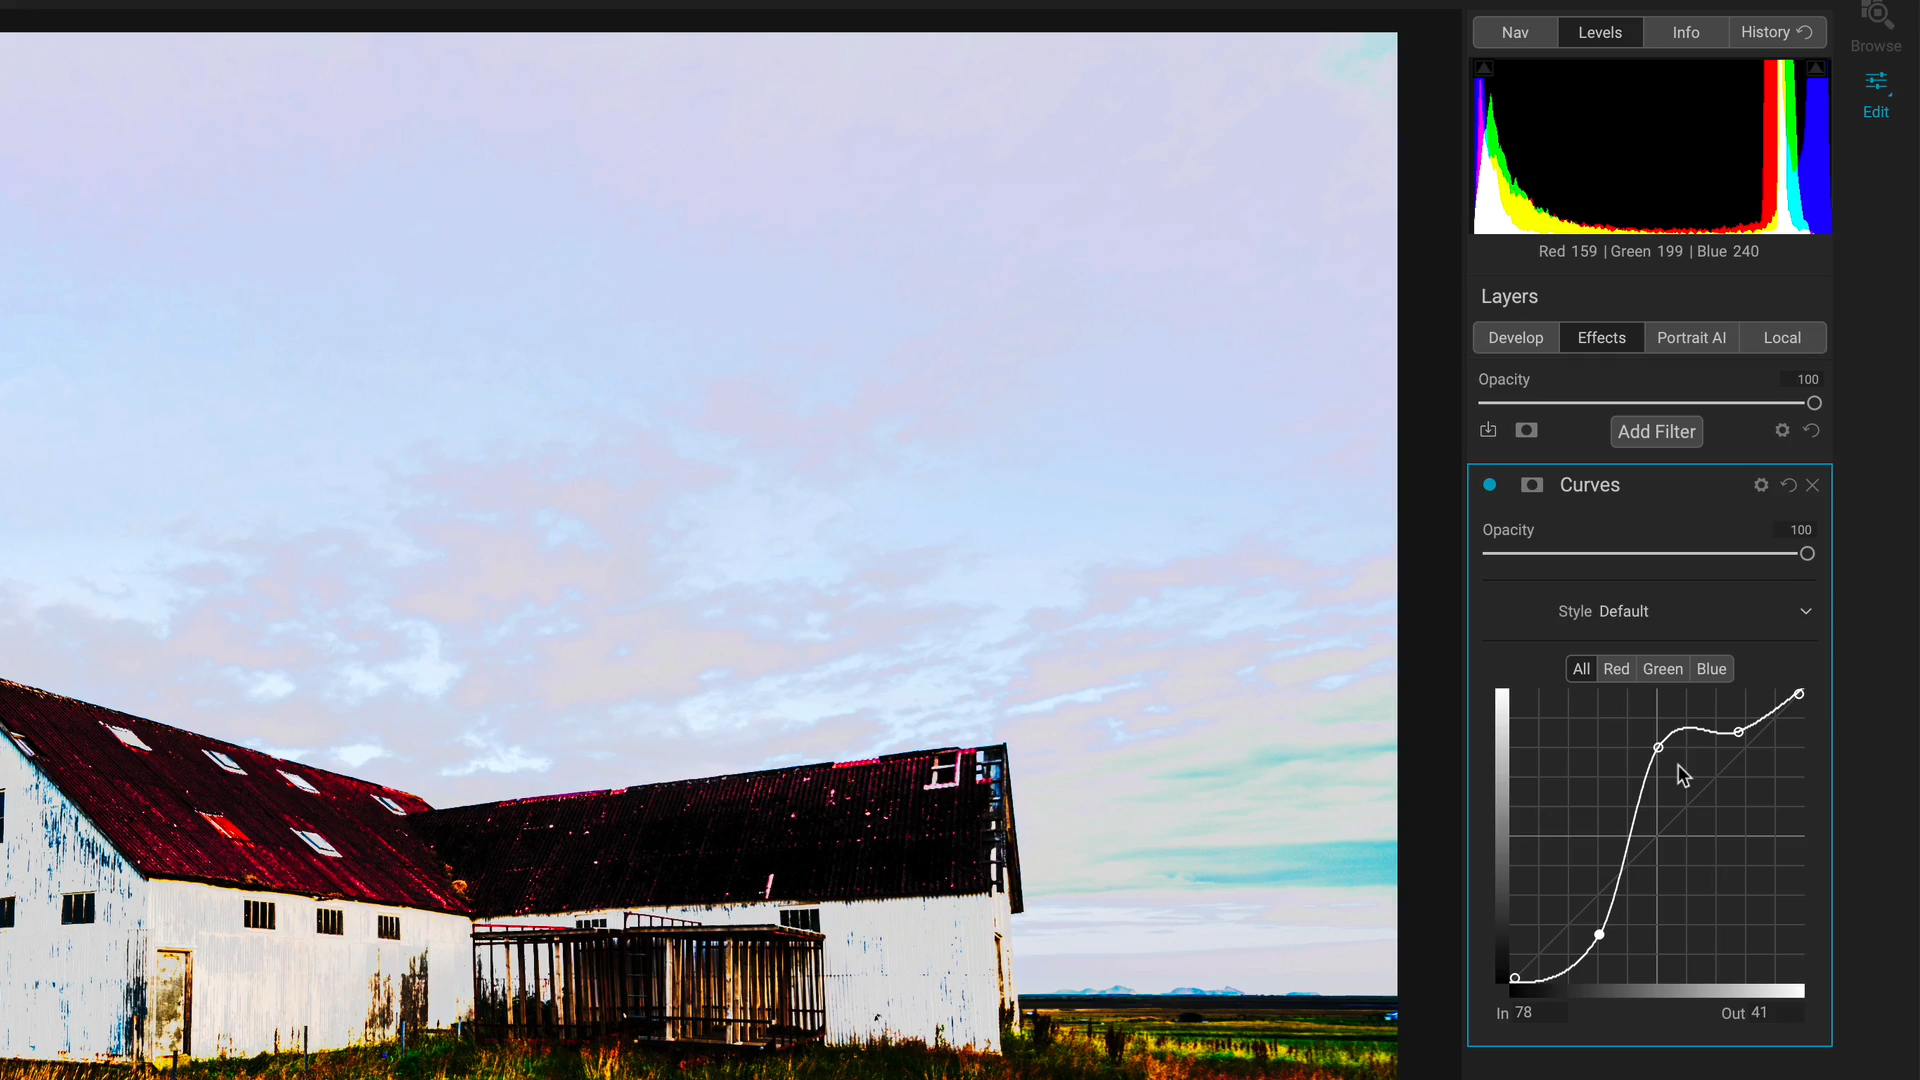 Nav Levels Info History
Browse
Edit
Red 159 | Green 199 | Blue 240
Layers
Develop Effects Portrait AI Local
Opacity 100
Add Filter
Curves
Opacity 100
Style Default
All Red Green Blue
In 78 Out 41